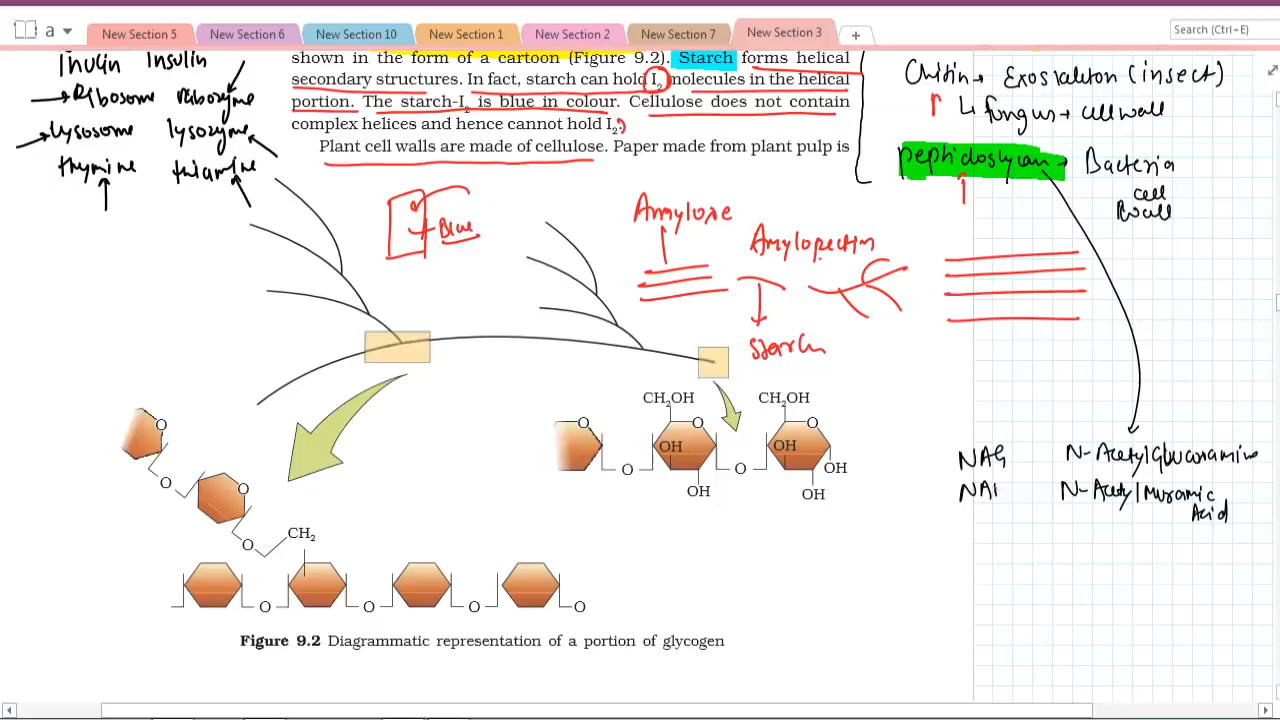 a
New Section 5
New Section 6
New Section 10
New Section 1
New Section 2
New Section 7
New Section 3
+
Search (Ctrl+E)
Inulin Insulin
Ribosome Ribozyme
Lysosome lysozyme
thymine thiamine
shown in the form of a cartoon (Figure 9.2). Starch forms helical
secondary structures. In fact, starch can hold I2 molecules in the helical
portion. The starch-I2 is blue in colour. Cellulose does not contain
complex helices and hence cannot hold I2.
Plant cell walls are made of cellulose. Paper made from plant pulp is
Chitin → Exoskeleton (insect)
↳ fungus → cell wall
peptidoglycan → Bacteria
cell
wall
Blue
Amylose
Amylopectin
Starch
CH2OH CH2OH
O O O
OH OH
O O OH
OH OH
O
O
O
O
CH2
O O O O
NAG N-Acetyl Glucosamine
NAM N-Acetyl Muramic
Acid
Figure 9.2 Diagrammatic representation of a portion of glycogen